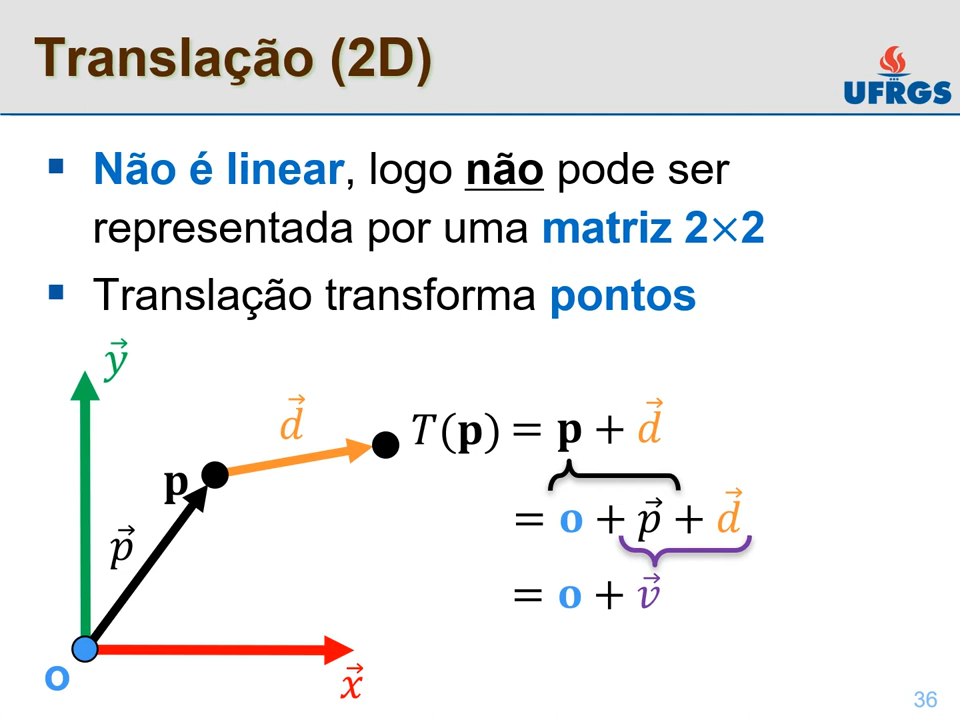 Translação (2D)
UFRGS
▪ Não é linear, logo não pode ser
representada por uma matriz 2×2
▪ Translação transforma pontos
y⃗
d⃗
T(p) = p + d⃗
p
= o + p⃗ + d⃗
p⃗
= o + v⃗
o
x⃗
36